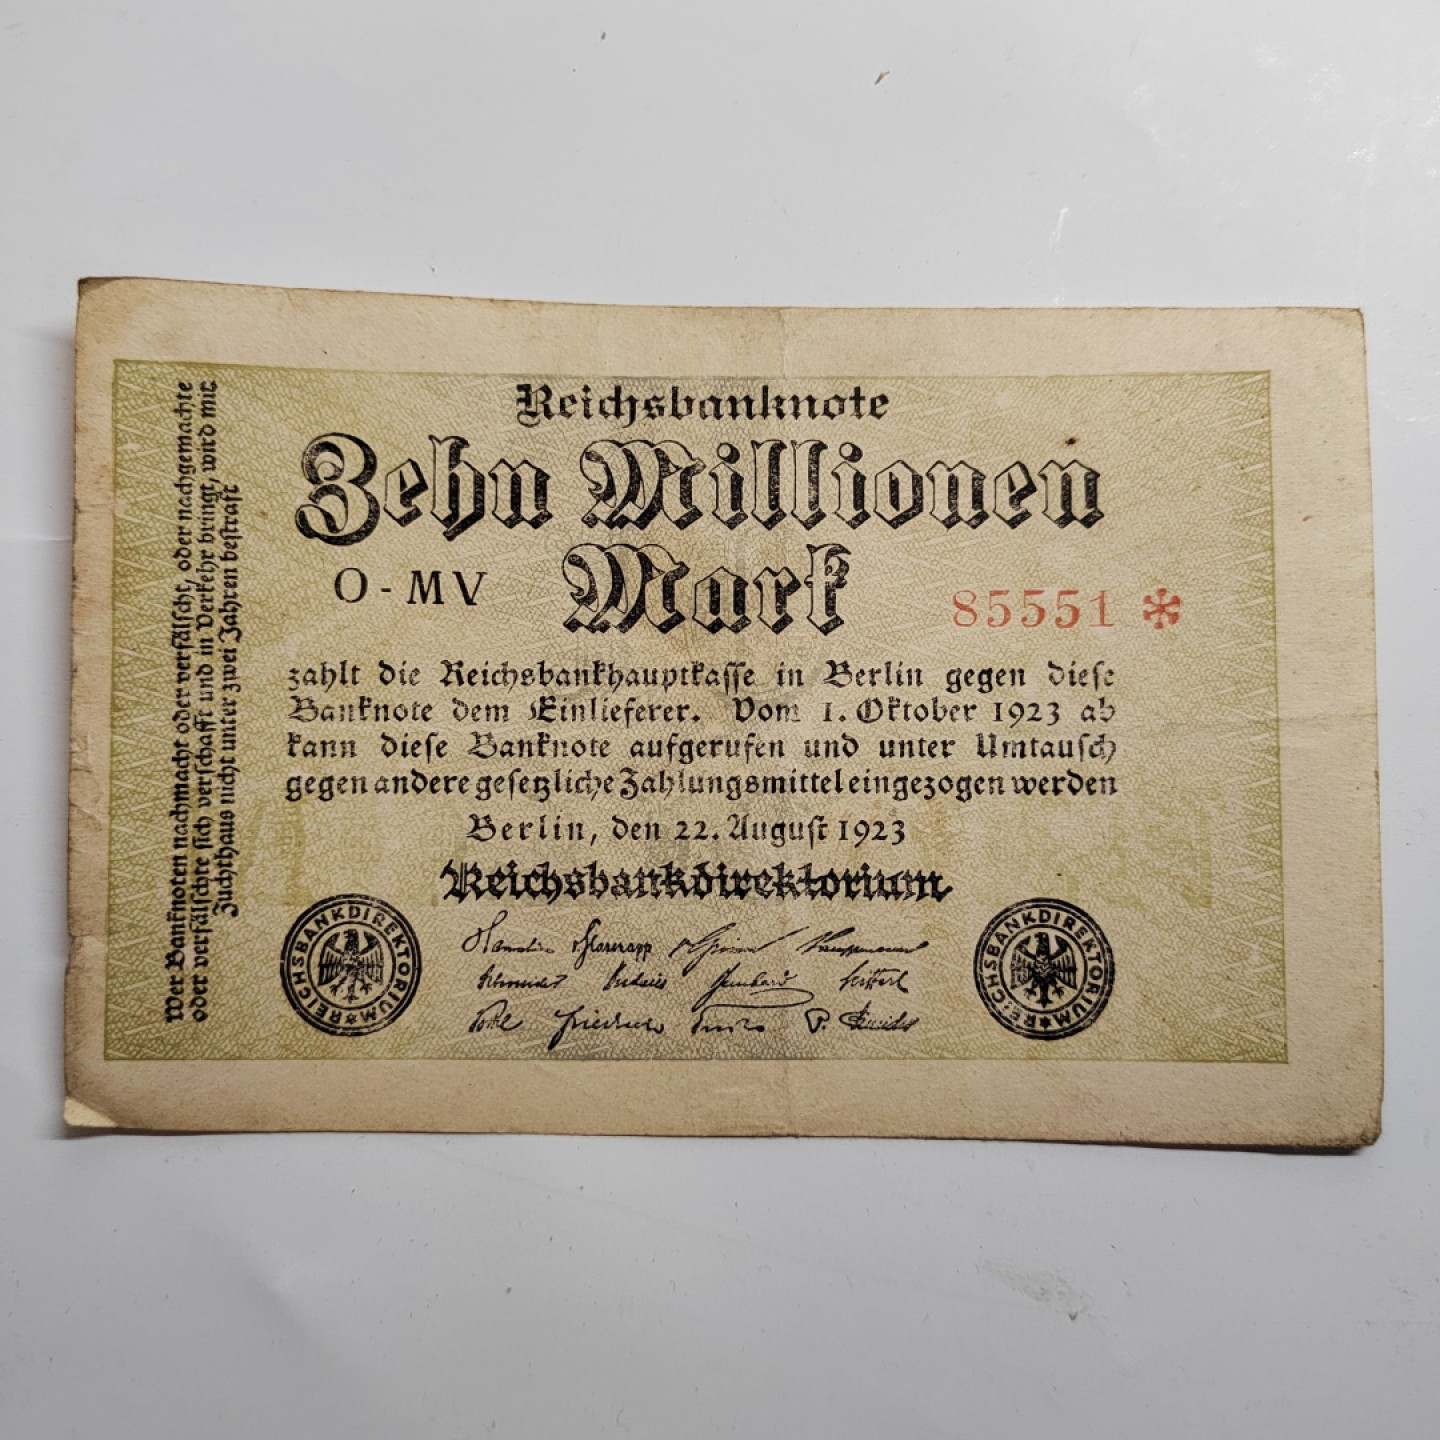 Reichsbanknote
Zehn Millionen
Mark
O-MV
85551 *
zahlt die Reichsbankhauptkasse in Berlin gegen diese
Banknote dem Einlieferer. Vom 1. Oktober 1923 ab
kann diese Banknote aufgerufen und unter Umtausch
gegen andere gesetzliche Zahlungsmittel eingezogen werden
Berlin, den 22. August 1923
Reichsbankdirektorium
REICHSBANKDIREKTORIUM
REICHSBANKDIREKTORIUM
Wer Banknoten nachmacht oder verfälscht, oder nachgemachte
oder verfälschte sich verschafft und in Verkehr bringt, wird mit
Zuchthaus nicht unter zwei Jahren bestraft